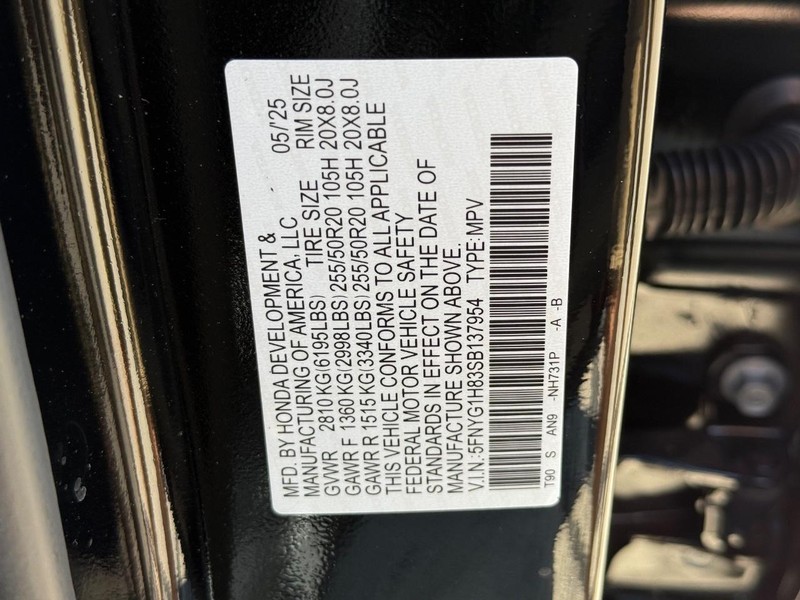 MFD. BY HONDA DEVELOPMENT &
MANUFACTURING OF AMERICA, LLC 05/'25
GVWR 2810 KG(6195LBS) TIRE SIZE RIM SIZE
GAWR F 1360 KG(2998LBS) 255/50R20 105H 20X8.0J
GAWR R 1515 KG(3340LBS) 255/50R20 105H 20X8.0J
THIS VEHICLE CONFORMS TO ALL APPLICABLE
FEDERAL MOTOR VEHICLE SAFETY
STANDARDS IN EFFECT ON THE DATE OF
MANUFACTURE SHOWN ABOVE.
V.I.N.:5FNYG1H83SB137954 TYPE:MPV
T90 S AN9 -NH731P -A -B